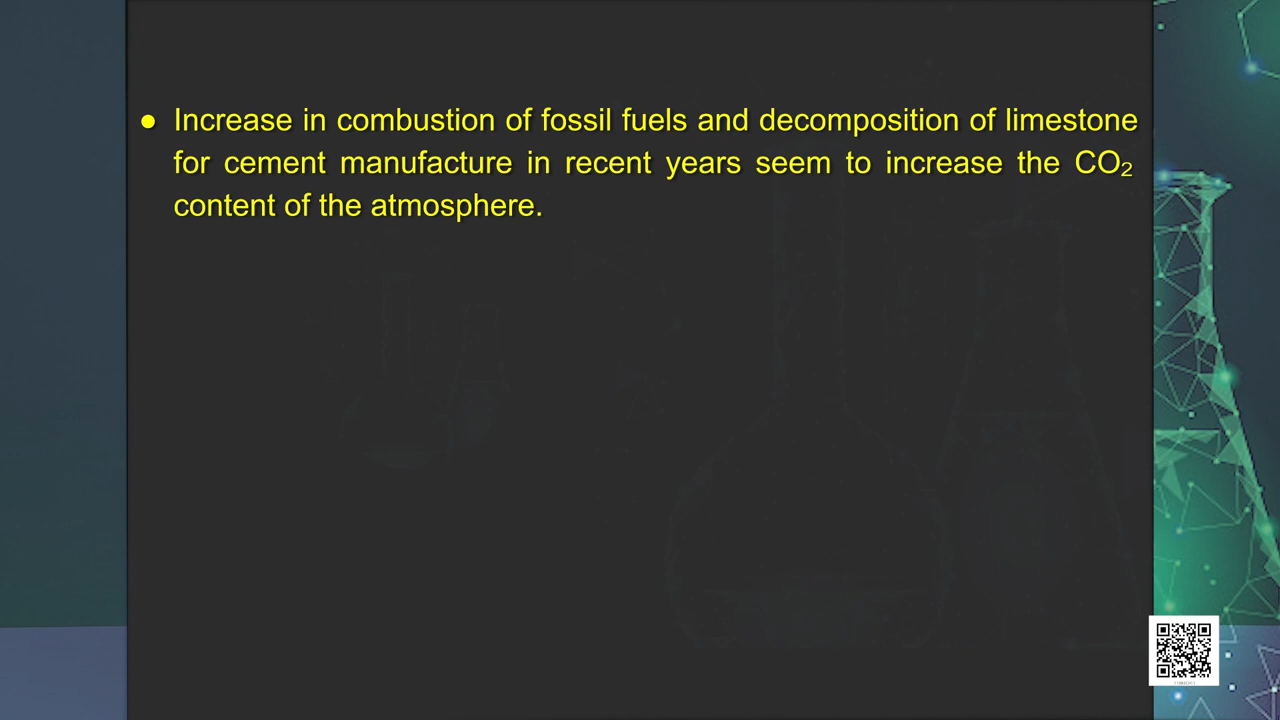 ● Increase in combustion of fossil fuels and decomposition of limestone
for cement manufacture in recent years seem to increase the CO₂
content of the atmosphere.